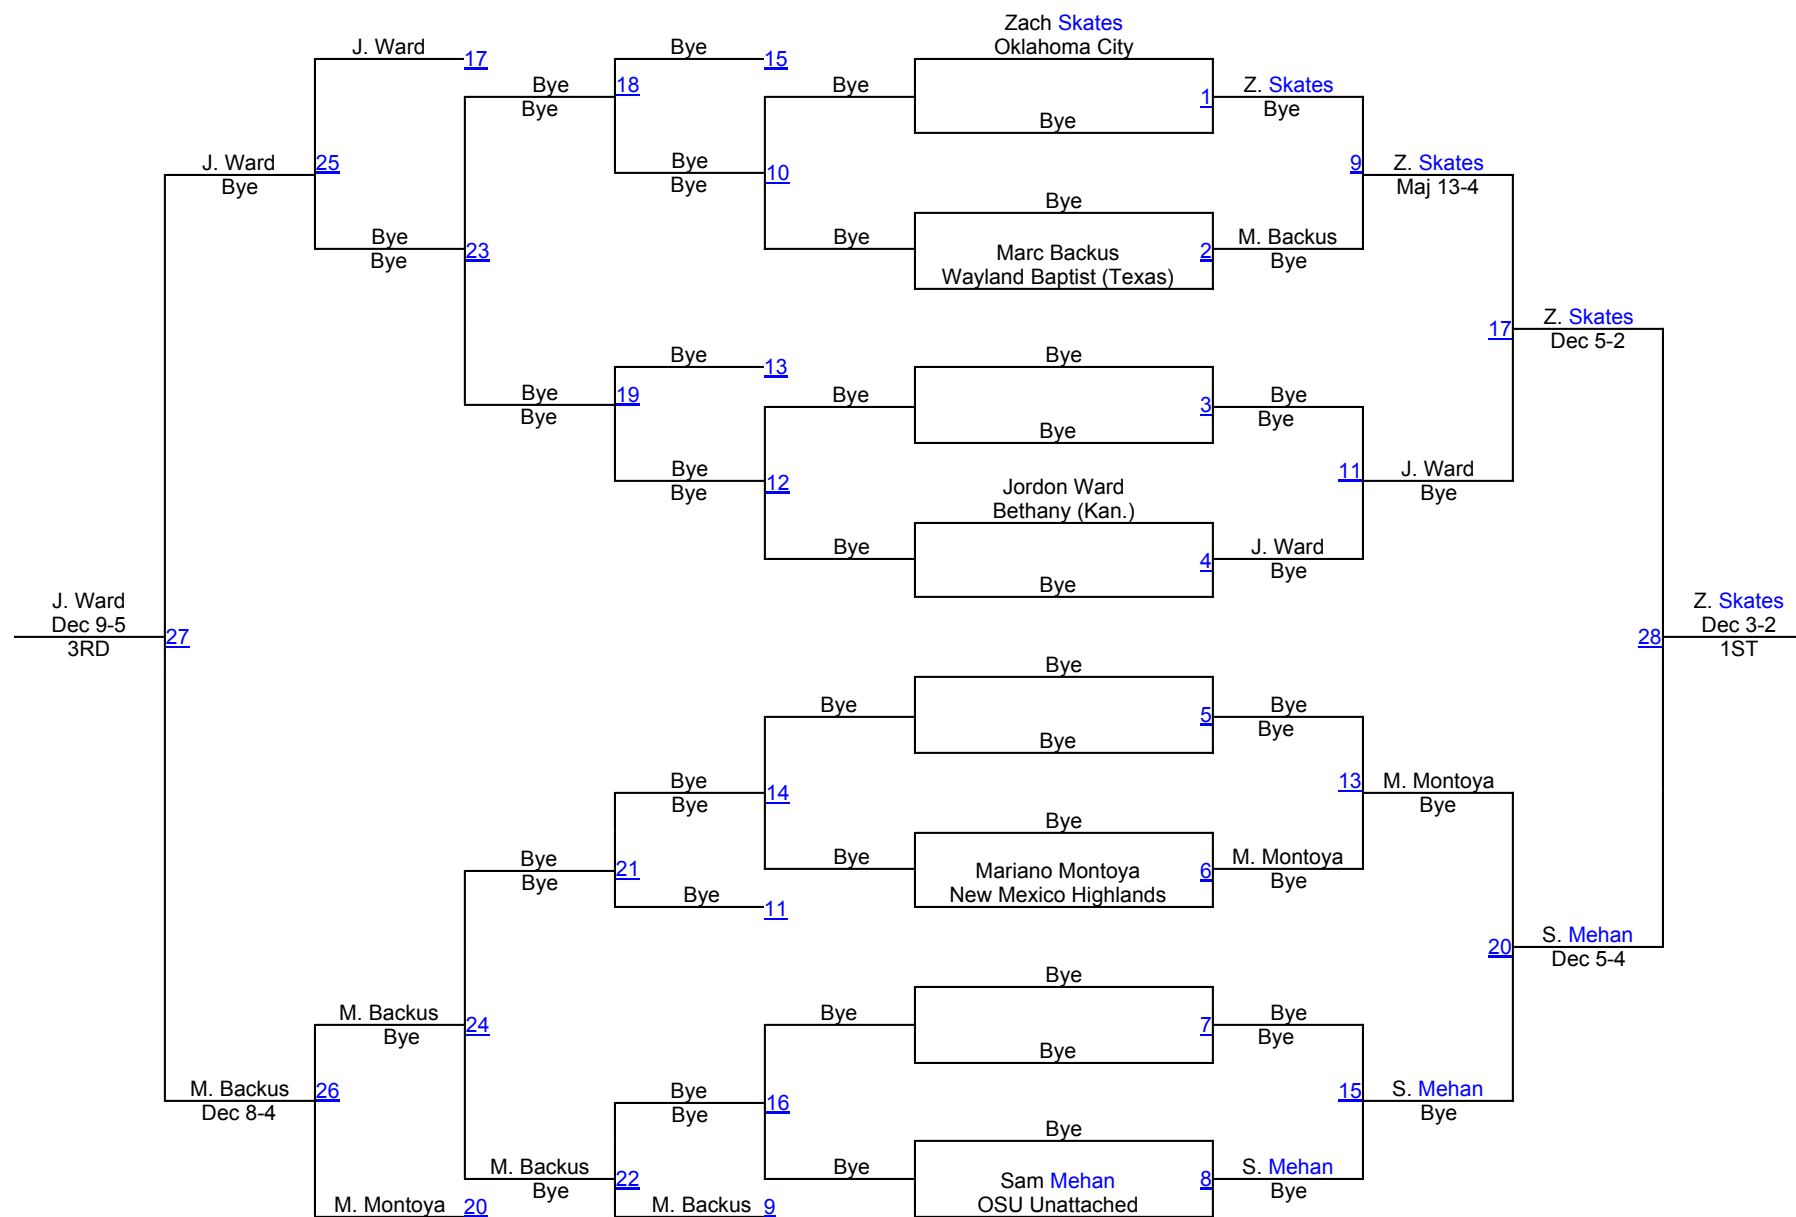 Zach Skates
J. Ward
Bye
Oklahoma City
17
15
Bye
18
Bye
1
Z. Skates
Bye
Bye
Bye
J. Ward
25
Bye
10
9
Z. Skates
Bye
Bye
Maj 13-4
Bye
Bye
23
Bye
Marc Backus
2
M. Backus
Bye
Wayland Baptist (Texas)
Bye
17
Z. Skates
Bye
13
Bye
Dec 5-2
Bye
19
Bye
3
Bye
Bye
Bye
Bye
Bye
12
Jordon Ward
11
J. Ward
Bye
Bethany (Kan.)
Bye
Bye
4
J. Ward
Bye
Bye
J. Ward
Z. Skates
Dec 9-5
27
28
Dec 3-2
3RD
1ST
Bye
Bye
5
Bye
Bye
Bye
Bye
14
13
M. Montoya
Bye
Bye
Bye
Bye
21
Bye
Mariano Montoya
6
M. Montoya
Bye
Bye
11
New Mexico Highlands
Bye
20
S. Mehan
Bye
Dec 5-4
M. Backus
24
Bye
7
Bye
Bye
Bye
Bye
M. Backus
26
Bye
16
15
S. Mehan
Dec 8-4
Bye
Bye
Bye
M. Backus
22
Bye
Sam Mehan
8
S. Mehan
Bye
Bye
M. Montoya
20
M. Backus
9
OSU Unattached